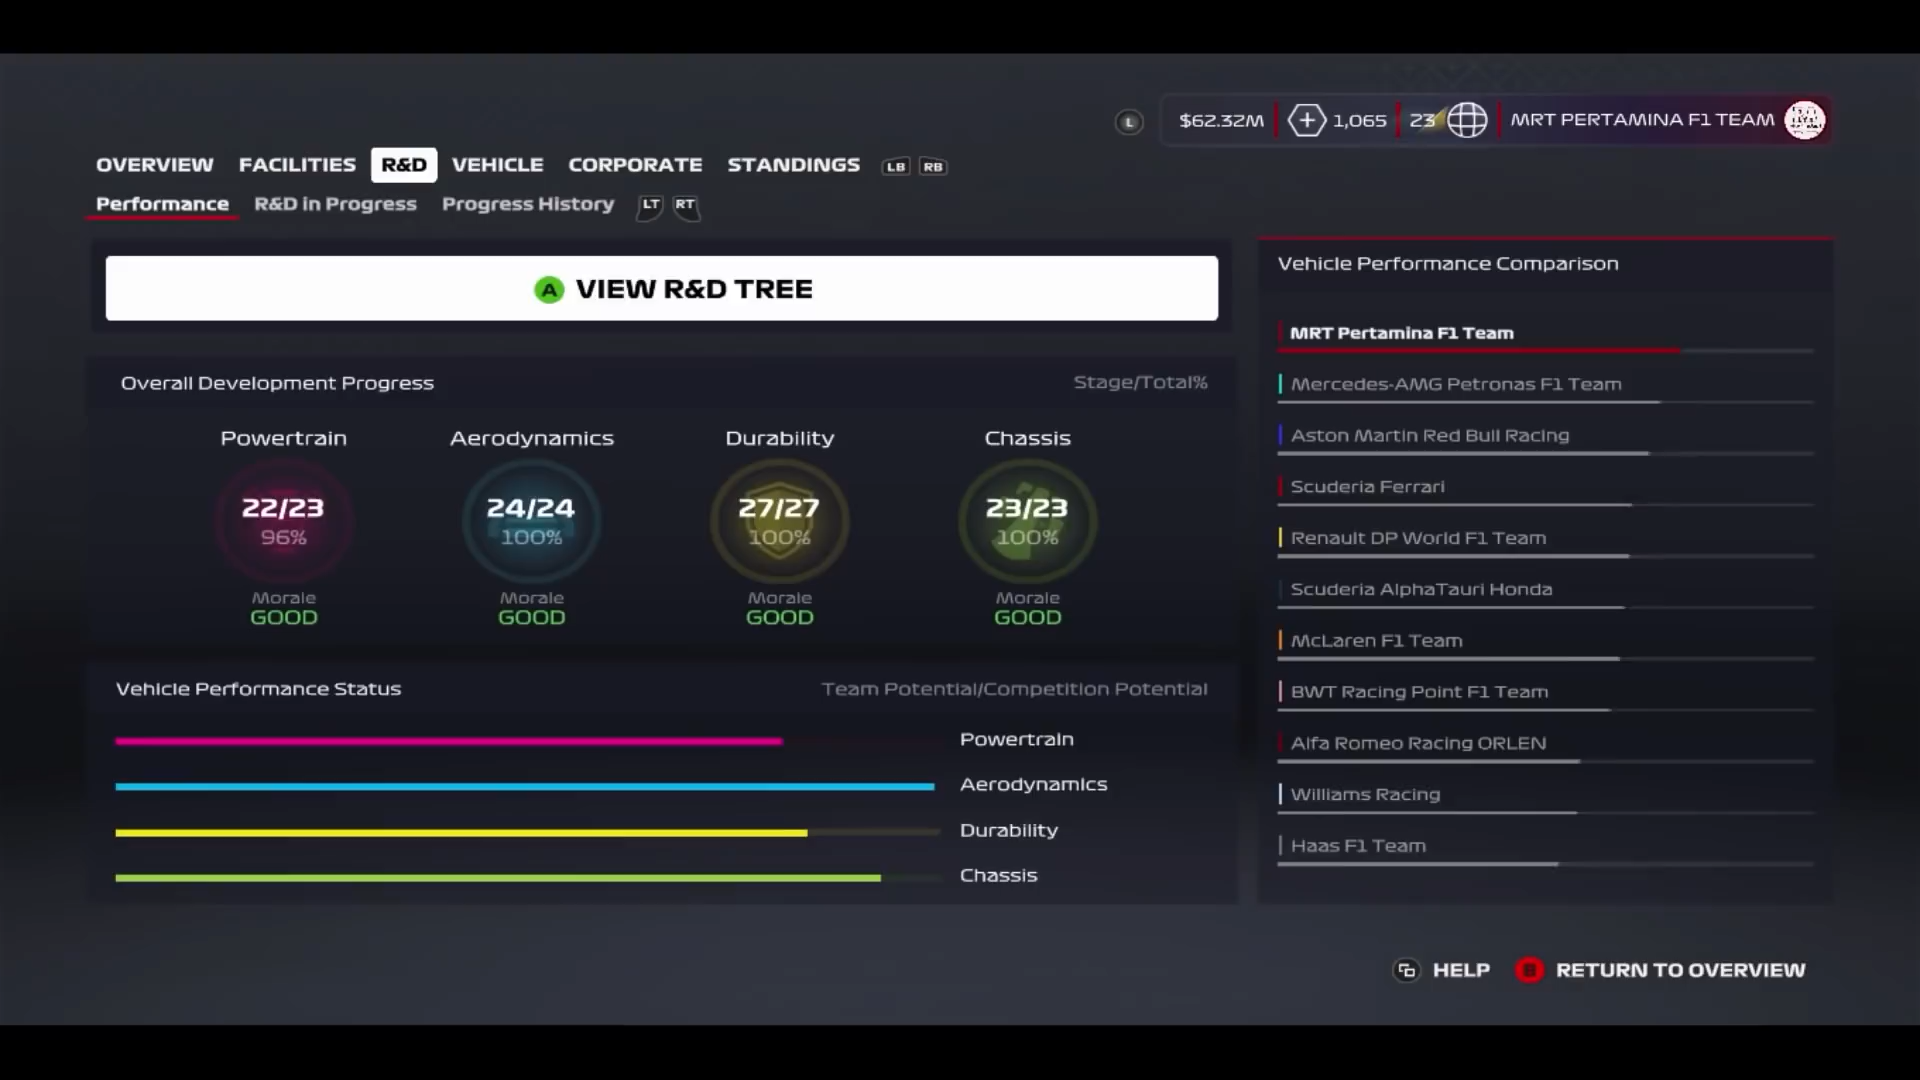 L $62.32M 1,065 23 MRT PERTAMINA F1 TEAM
OVERVIEW FACILITIES R&D VEHICLE CORPORATE STANDINGS LB RB
Performance R&D in Progress Progress History LT RT
A VIEW R&D TREE
Overall Development Progress Stage/Total%
Powertrain Aerodynamics Durability Chassis
22/23 24/24 27/27 23/23
96% 100% 100% 100%
Morale Morale Morale Morale
GOOD GOOD GOOD GOOD
Vehicle Performance Status Team Potential/Competition Potential
Powertrain
Aerodynamics
Durability
Chassis
Vehicle Performance Comparison
MRT Pertamina F1 Team
Mercedes-AMG Petronas F1 Team
Aston Martin Red Bull Racing
Scuderia Ferrari
Renault DP World F1 Team
Scuderia AlphaTauri Honda
McLaren F1 Team
BWT Racing Point F1 Team
Alfa Romeo Racing ORLEN
Williams Racing
Haas F1 Team
HELP B RETURN TO OVERVIEW